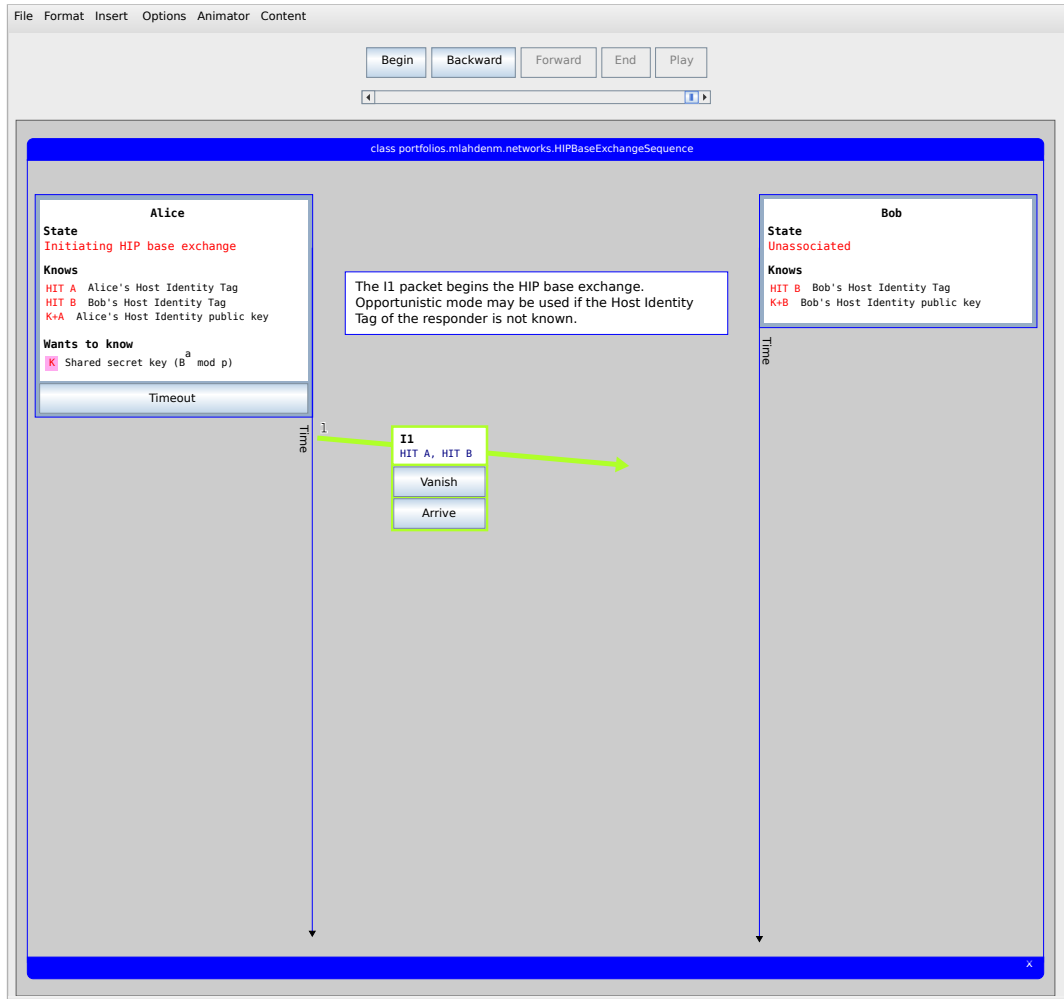 File Format Insert Options Animator Content
Begin Backward Forward End Play
class portfolios.mlahdenm.networks.HIPBaseExchangeSequence
Alice
State
Initiating HIP base exchange
Knows
HIT A Alice's Host Identity Tag
HIT B Bob's Host Identity Tag
K+A Alice's Host Identity public key
Wants to know
K Shared secret key (B^a mod p)
Timeout
Time
The I1 packet begins the HIP base exchange.
Opportunistic mode may be used if the Host Identity
Tag of the responder is not known.
Bob
State
Unassociated
Knows
HIT B Bob's Host Identity Tag
K+B Bob's Host Identity public key
Time
1
I1
HIT A, HIT B
Vanish
Arrive
X